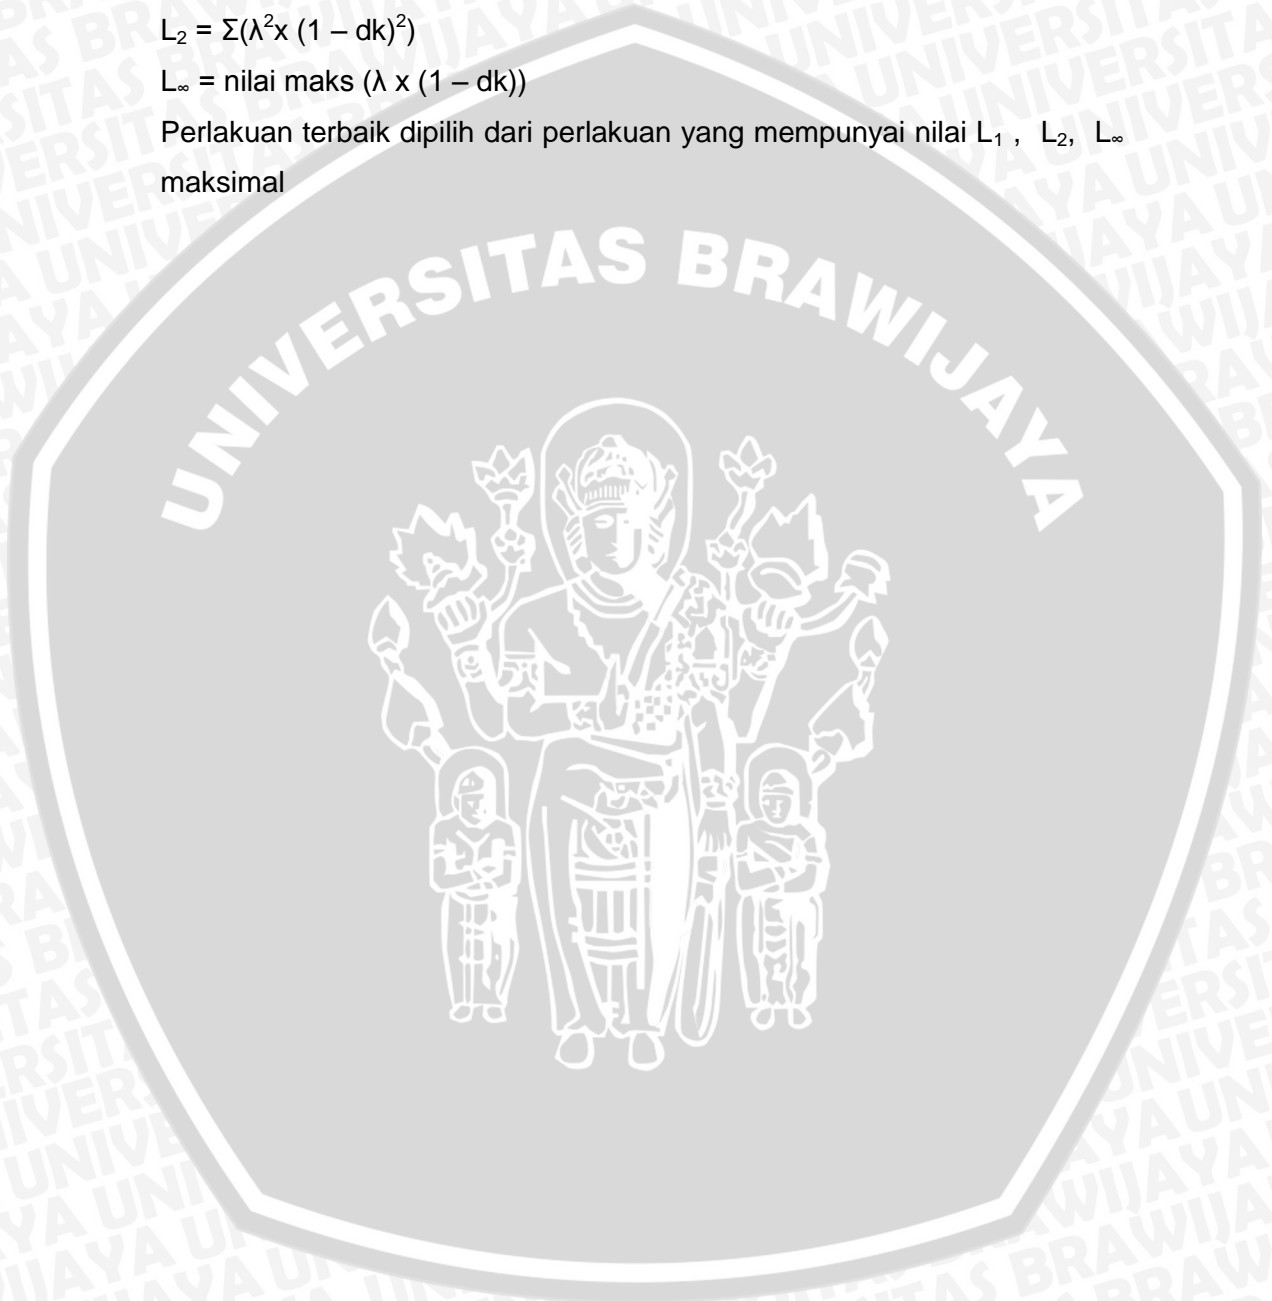 L₂ = Σ(λ²x (1 – dk)²)
L∞ = nilai maks (λ x (1 – dk))
Perlakuan terbaik dipilih dari perlakuan yang mempunyai nilai L₁ , L₂, L∞
maksimal
UNIVERSITAS BRAWIJAYA